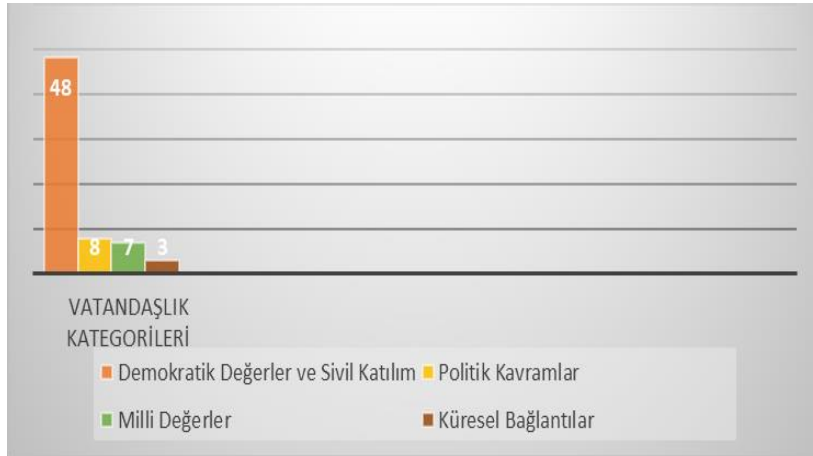 48
8 7 3
VATANDAŞLIK
KATEGORİLERİ
Demokratik Değerler ve Sivil Katılım Politik Kavramlar
Milli Değerler Küresel Bağlantılar